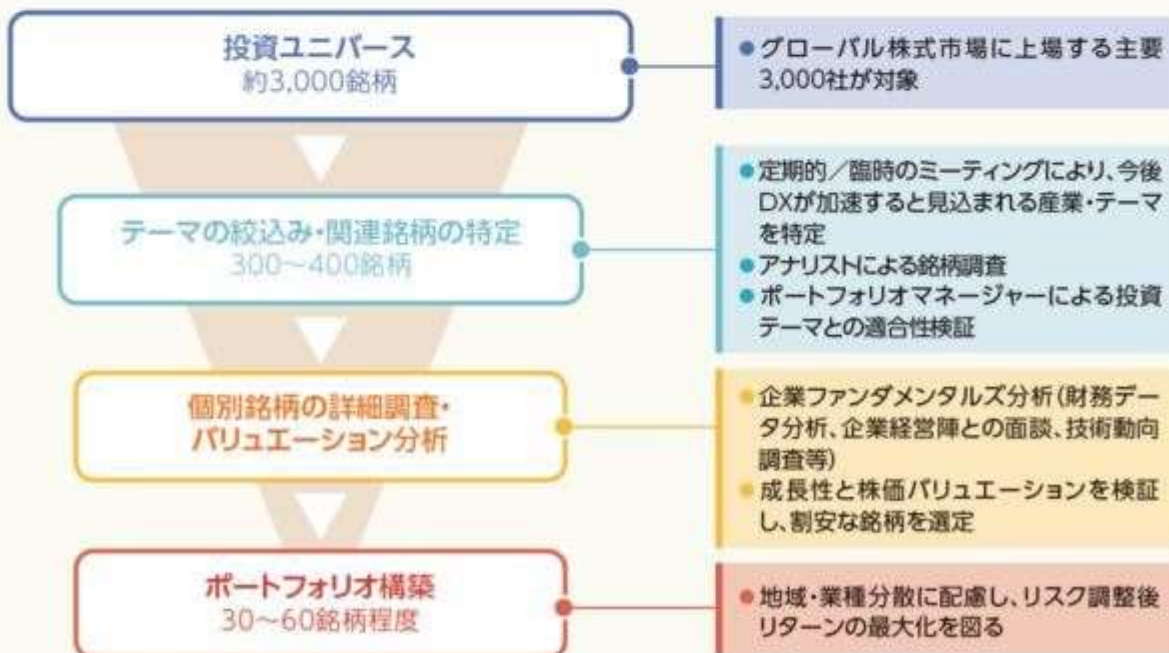 投資ユニバース
約3,000銘柄
●グローバル株式市場に上場する主要
3,000社が対象
テーマの絞込み・関連銘柄の特定
300〜400銘柄
●定期的／臨時のミーティングにより、今後
DXが加速すると見込まれる産業・テーマ
を特定
●アナリストによる銘柄調査
●ポートフォリオマネージャーによる投資
テーマとの適合性検証
個別銘柄の詳細調査・
バリュエーション分析
●企業ファンダメンタルズ分析（財務デー
タ分析、企業経営陣との面談、技術動向
調査等）
●成長性と株価バリュエーションを検証
し、割安な銘柄を選定
ポートフォリオ構築
30〜60銘柄程度
●地域・業種分散に配慮し、リスク調整後
リターンの最大化を図る